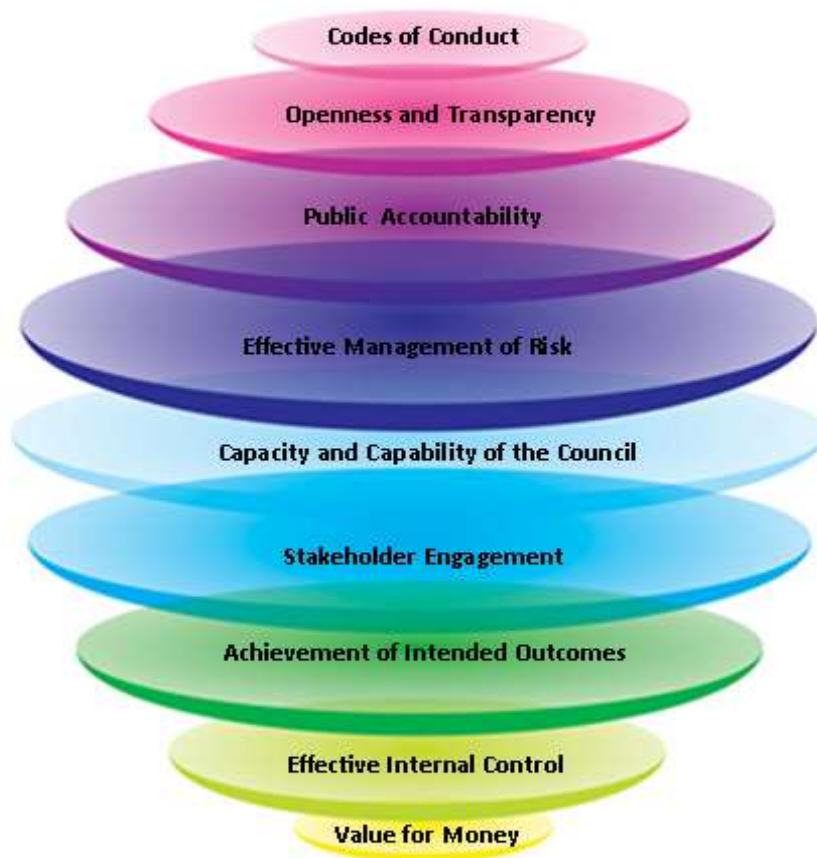 Codes of Conduct
Openness and Transparency
Public Accountability
Effective Management of Risk
Capacity and Capability of the Council
Stakeholder Engagement
Achievement of Intended Outcomes
Effective Internal Control
Value for Money